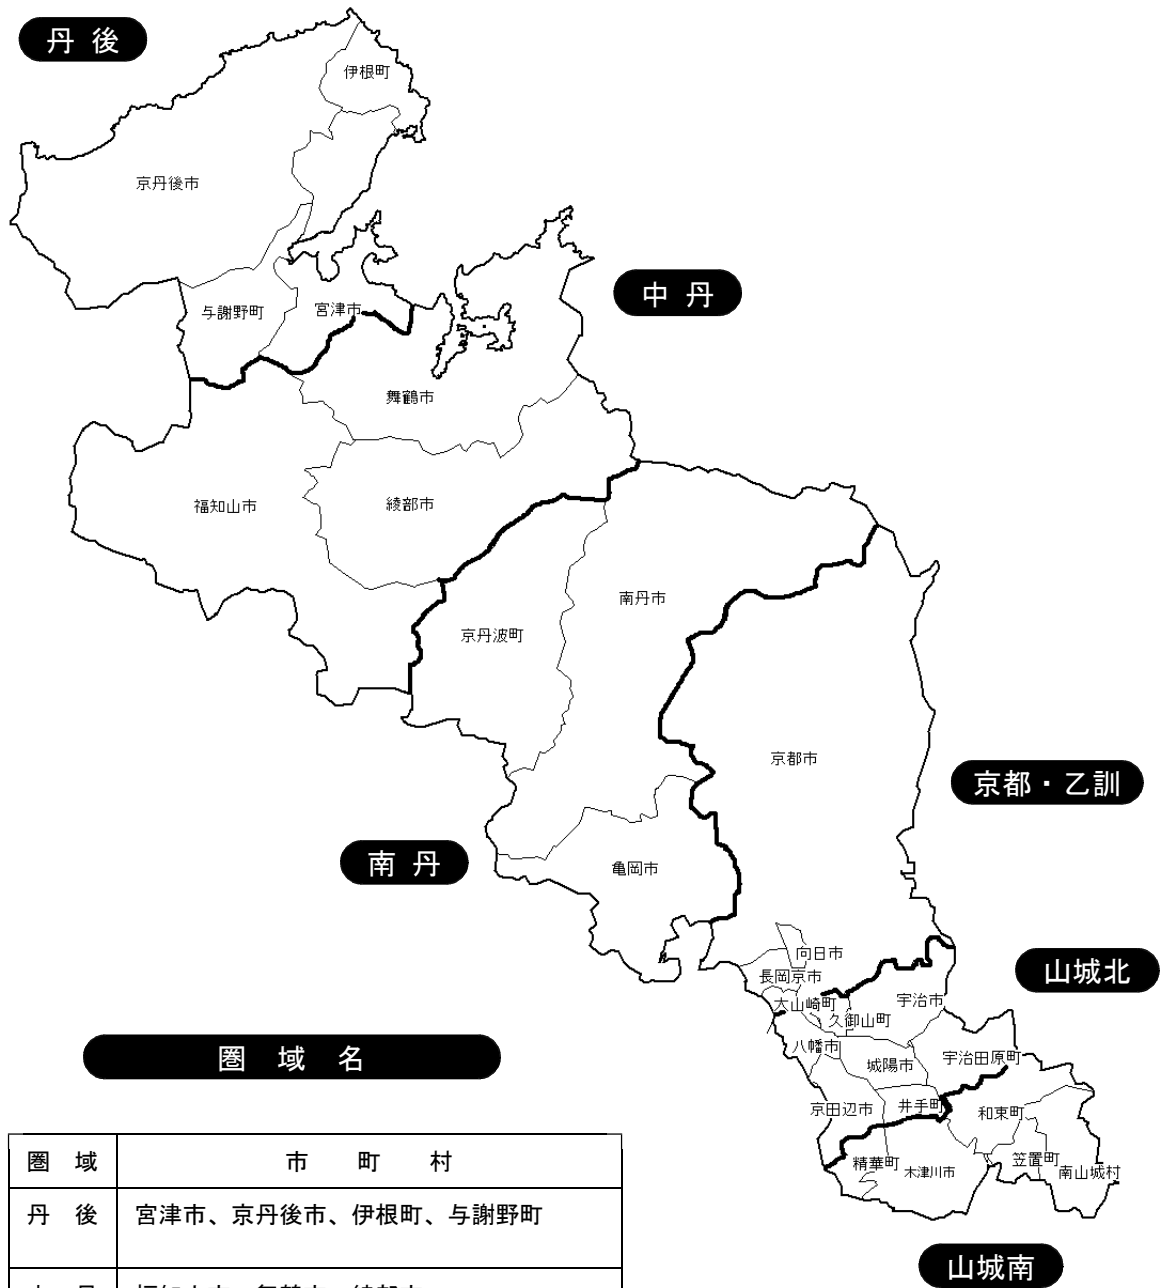 丹 後
伊根町
京丹後市
中 丹
与謝野町
宮津市
舞鶴市
福知山市
綾部市
南丹市
京丹波町
京都市
京都・乙訓
南 丹
亀岡市
向日市
山城北
長岡京市
大山崎町
宇治市
久御山町
八幡市
圏 域 名
宇治田原町
城陽市
京田辺市
井手町
和束町
精華町
木津川市
笠置町
南山城村
圏 域 市 町 村
丹 後 宮津市、京丹後市、伊根町、与謝野町
山城南